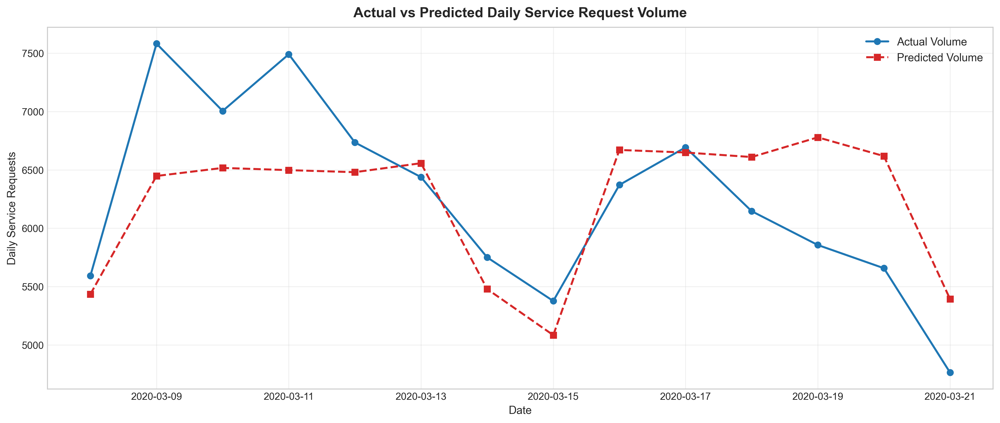 Actual vs Predicted Daily Service Request Volume
Actual Volume
Predicted Volume
Daily Service Requests
7500
7000
6500
6000
5500
5000
2020-03-09 2020-03-11 2020-03-13 2020-03-15 2020-03-17 2020-03-19 2020-03-21
Date